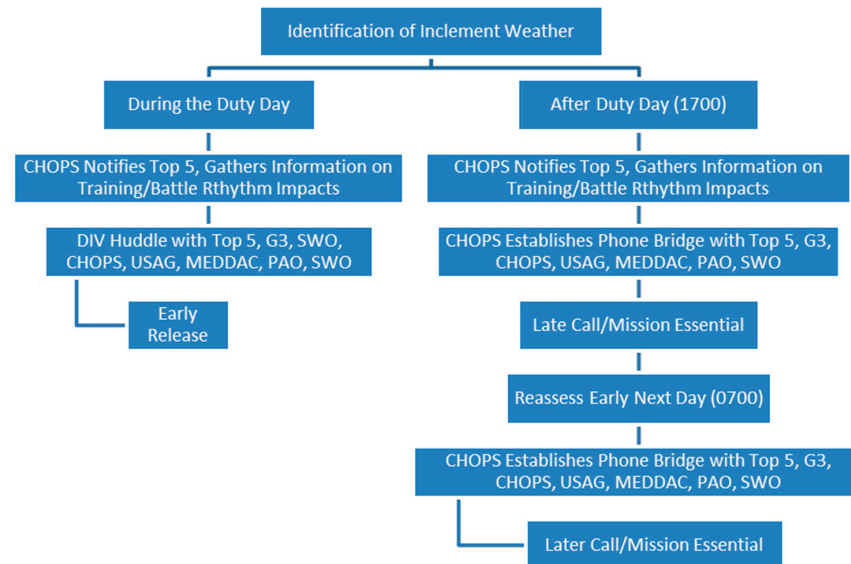 Identification of Inclement Weather
During the Duty Day
CHOPS Notifies Top 5, Gathers Information on
Training/Battle Rthythm Impacts
DIV Huddle with Top 5, G3, SWO,
CHOPS, USAG, MEDDAC, PAO, SWO
Early
Release
After Duty Day (1700)
CHOPS Notifies Top 5, Gathers Information on
Training/Battle Rthythm Impacts
CHOPS Establishes Phone Bridge with Top 5, G3,
CHOPS, USAG, MEDDAC, PAO, SWO
Late Call/Mission Essential
Reassess Early Next Day (0700)
CHOPS Establishes Phone Bridge with Top 5, G3,
CHOPS, USAG, MEDDAC, PAO, SWO
Later Call/Mission Essential